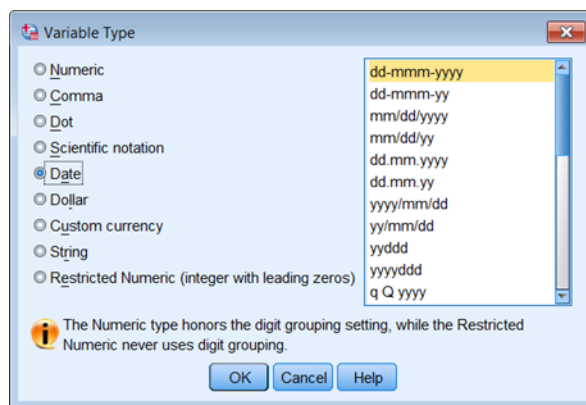 Variable Type
Numeric
Comma
Dot
Scientific notation
Date
Dollar
Custom currency
String
Restricted Numeric (integer with leading zeros)
dd-mmm-yyyy
dd-mmm-yy
mm/dd/yyyy
mm/dd/yy
dd.mm.yyyy
dd.mm.yy
yyyy/mm/dd
yy/mm/dd
yyddd
yyyyddd
q Q yyyy
The Numeric type honors the digit grouping setting, while the Restricted
Numeric never uses digit grouping.
OK Cancel Help